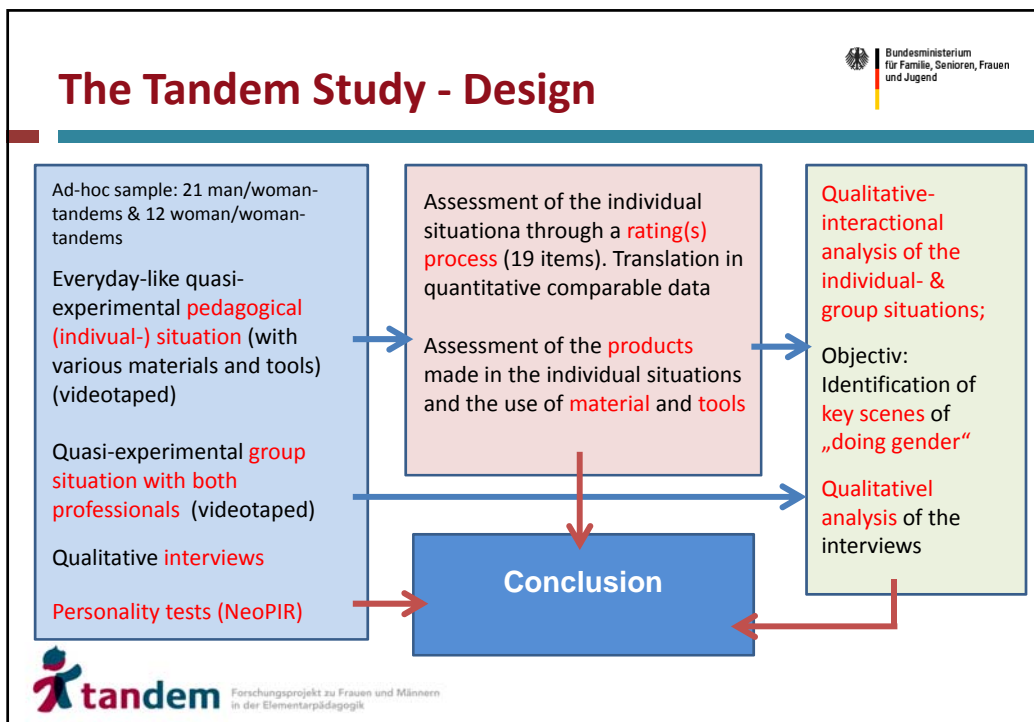 The Tandem Study - Design
Bundesministerium
für Familie, Senioren, Frauen
und Jugend
Ad-hoc sample: 21 man/woman-
tandems & 12 woman/woman-
tandems
Everyday-like quasi-
experimental pedagogical
(indivual-) situation (with
various materials and tools)
(videotaped)
Quasi-experimental group
situation with both
professionals (videotaped)
Qualitative interviews
Personality tests (NeoPIR)
Assessment of the individual
situationa through a rating(s)
process (19 items). Translation in
quantitative comparable data
Assessment of the products
made in the individual situations
and the use of material and tools
Qualitative-
interactional
analysis of the
individual- &
group situations;
Objectiv:
Identification of
key scenes of
„doing gender“
Qualitativel
analysis of the
interviews
Conclusion
tandem
Forschungsprojekt zu Frauen und Männern
in der Elementarpädagogik